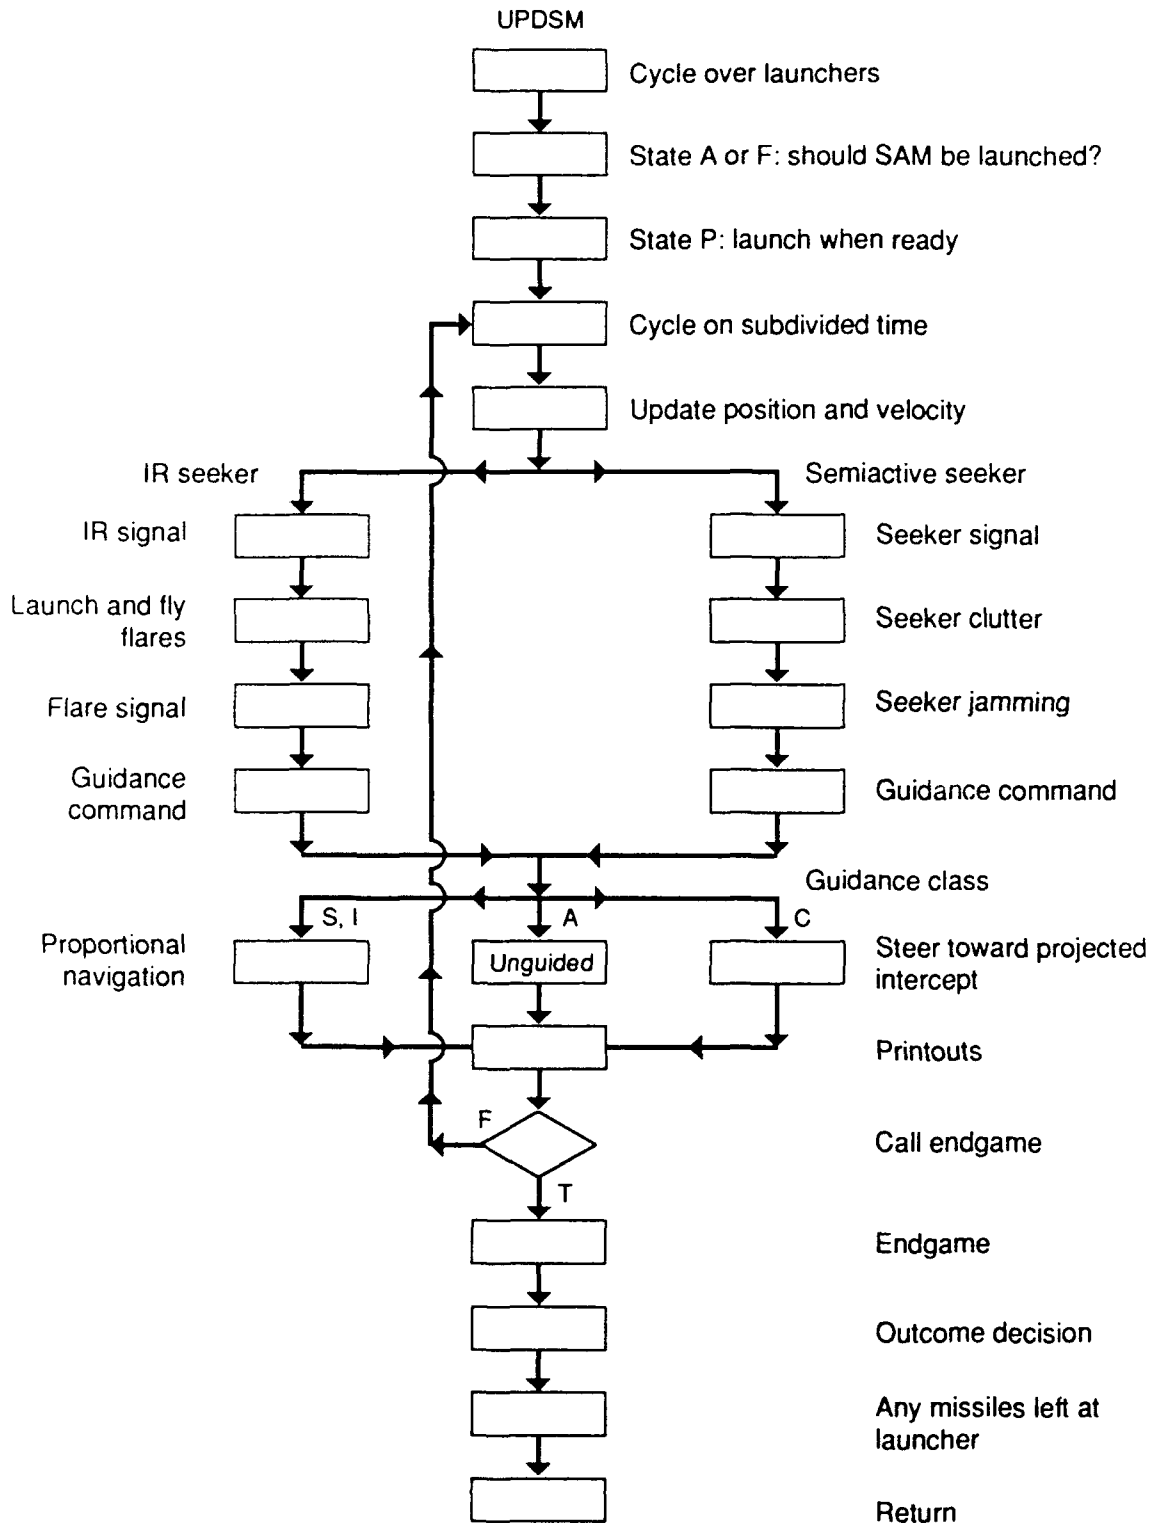 UPDSM
Cycle over launchers
State A or F: should SAM be launched?
State P: launch when ready
Cycle on subdivided time
Update position and velocity
IR seeker
Semiactive seeker
IR signal
Seeker signal
Launch and fly
flares
Seeker clutter
Flare signal
Seeker jamming
Guidance
command
Guidance command
Guidance class
S, I
A
C
Proportional
navigation
Unguided
Steer toward projected
intercept
Printouts
F
Call endgame
T
Endgame
Outcome decision
Any missiles left at
launcher
Return